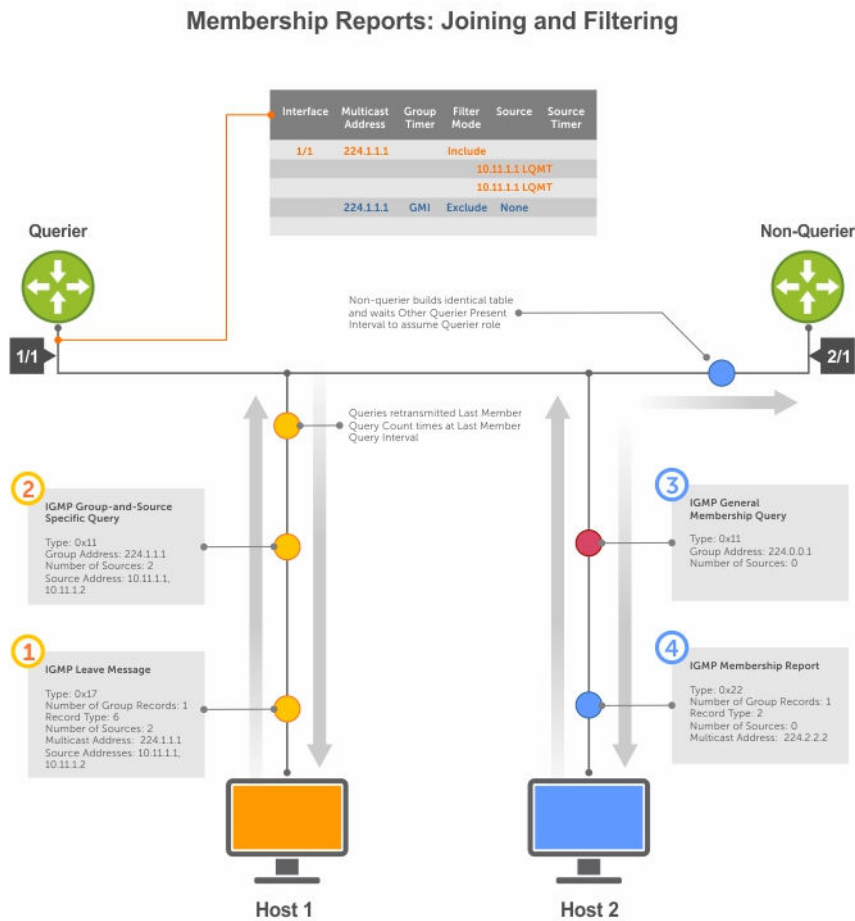 Membership Reports: Joining and Filtering
Interface Multicast Address Group Timer Filter Mode Source Source Timer
1/1 224.1.1.1 Include
10.11.1.1 LQMT
10.11.1.1 LQMT
224.1.1.1 GMI Exclude None
Querier
Non-Querier
1/1
2/1
Non-querier builds identical table
and waits Other Querier Present
Interval to assume Querier role
Queries retransmitted Last Member
Query Count times at Last Member
Query Interval
2
IGMP Group-and-Source
Specific Query
Type: 0x11
Group Address: 224.1.1.1
Number of Sources: 2
Source Address: 10.11.1.1,
10.11.1.2
3
IGMP General
Membership Query
Type: 0x11
Group Address: 224.0.0.1
Number of Sources: 0
1
IGMP Leave Message
Type: 0x17
Number of Group Records: 1
Record Type: 6
Number of Sources: 2
Multicast Address: 224.1.1.1
Source Addresses: 10.11.1.1,
10.11.1.2
4
IGMP Membership Report
Type: 0x22
Number of Group Records: 1
Record Type: 2
Number of Sources: 0
Multicast Address: 224.2.2.2
Host 1
Host 2